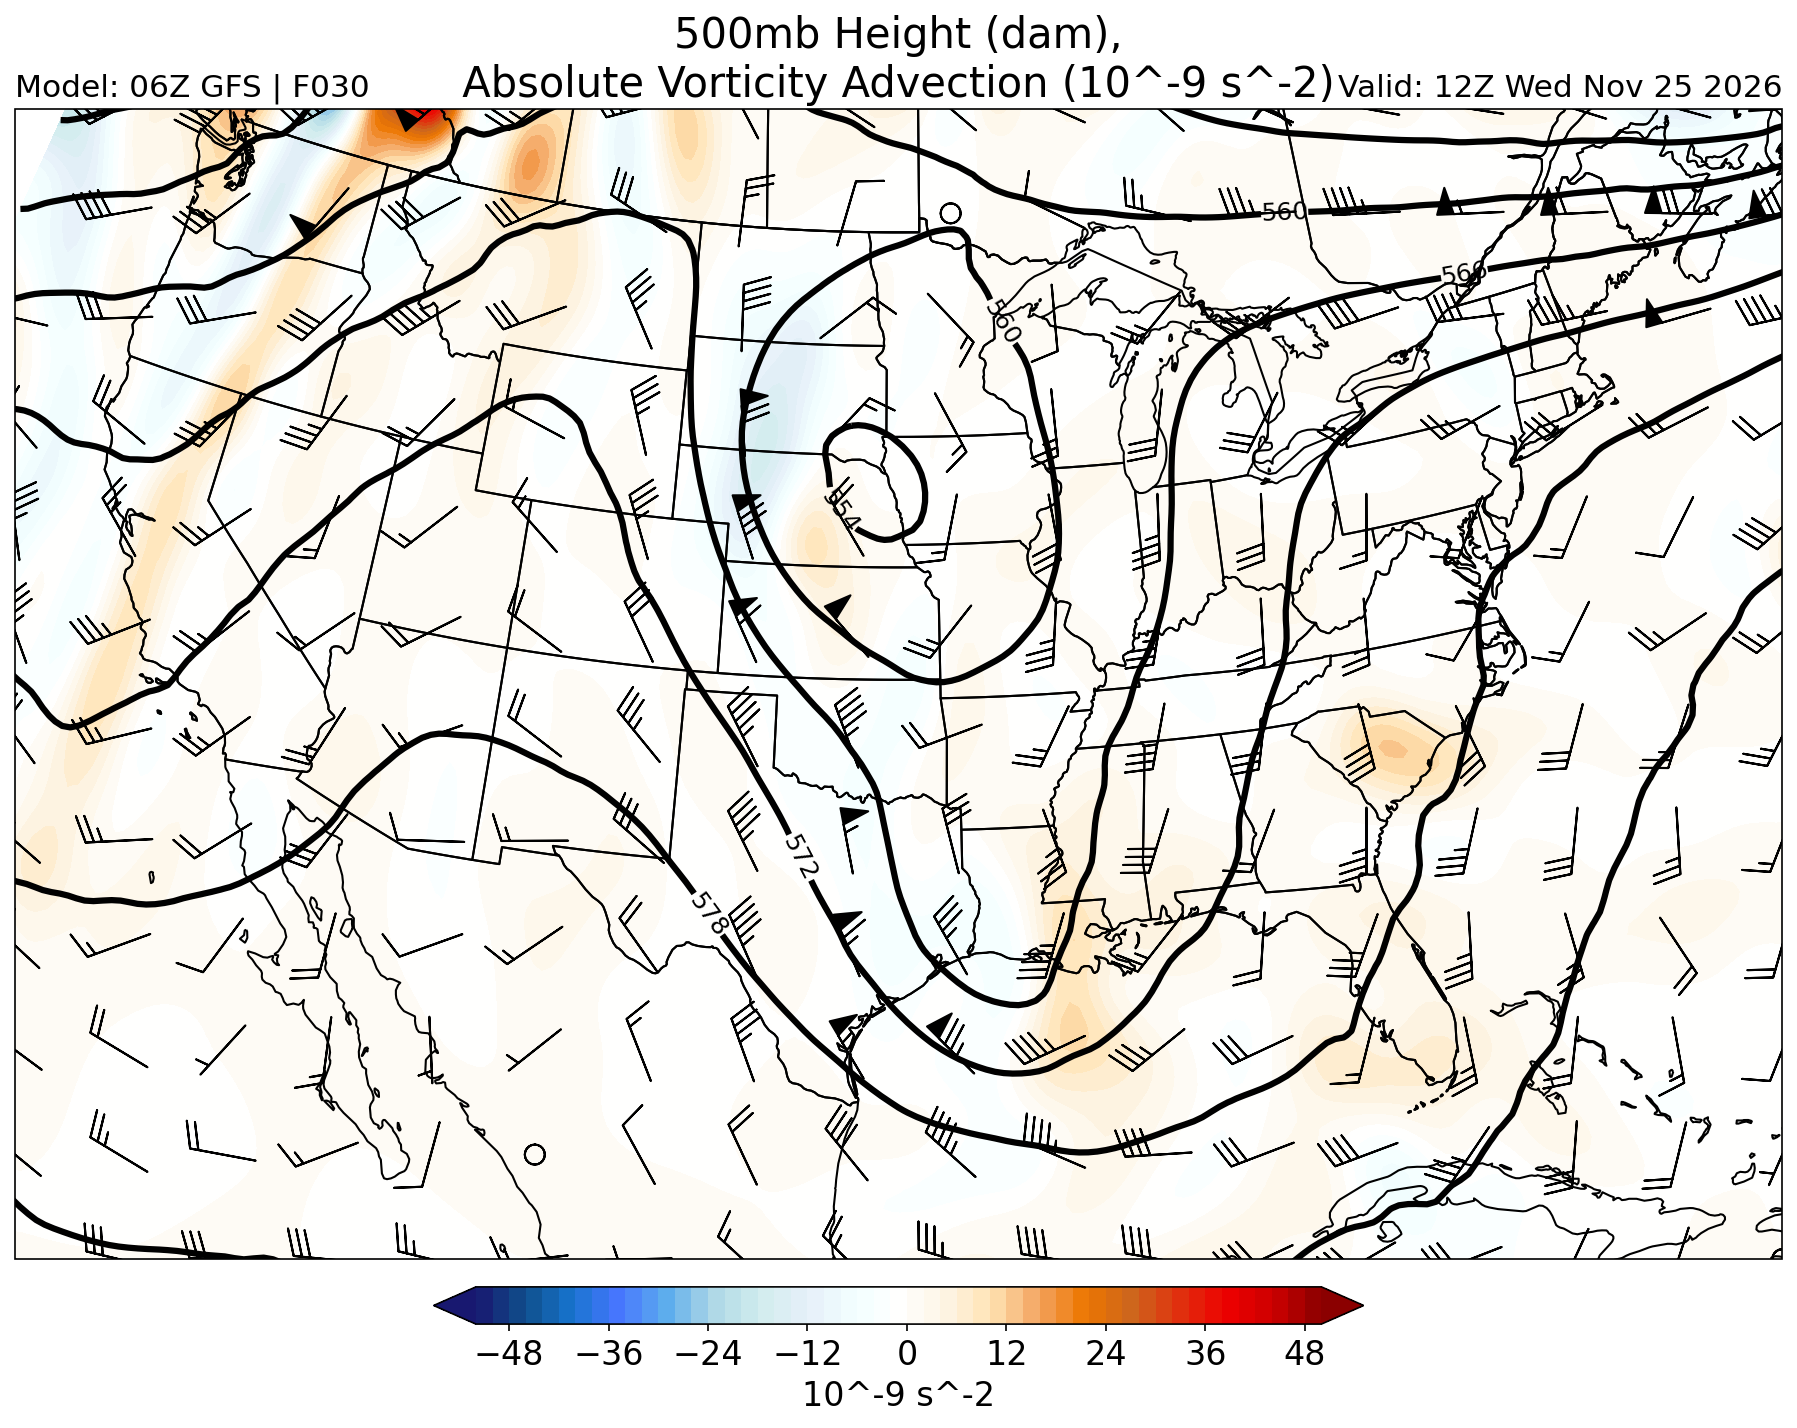 500mb Height (dam),
Model: 06Z GFS | F030 Absolute Vorticity Advection (10^-9 s^-2) Valid: 12Z Wed Nov 25 2026
560
566
560
554
572
578
−48 −36 −24 −12 0 12 24 36 48
10^-9 s^-2